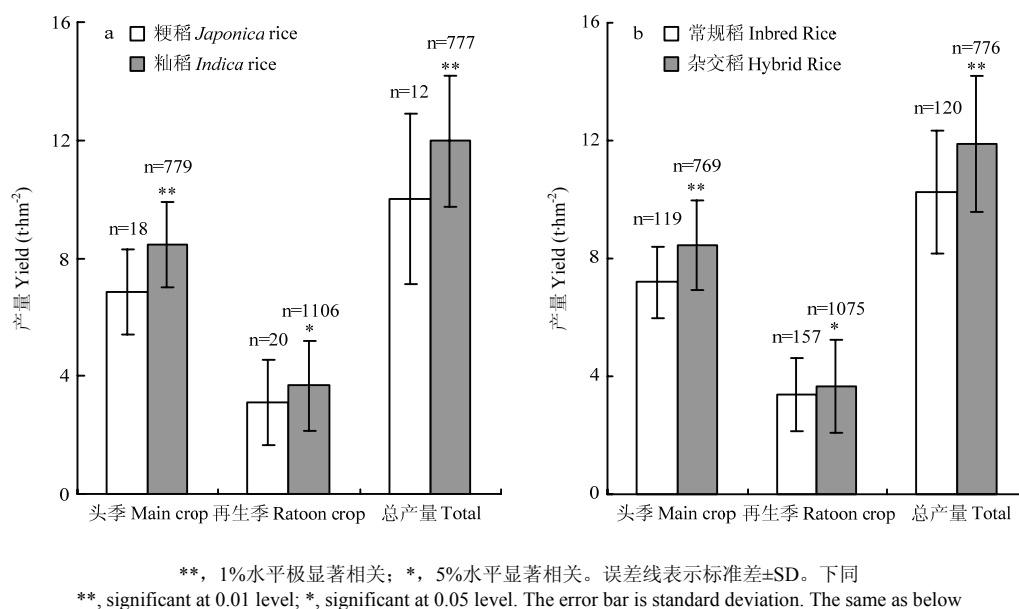 a
粳稻 Japonica rice
籼稻 Indica rice
产量 Yield (t·hm⁻²)
16
12
8
4
0
n=18
n=779
**
n=20
n=1106
*
n=12
n=777
**
头季 Main crop 再生季 Ratoon crop 总产量 Total
b
常规稻 Inbred Rice
杂交稻 Hybrid Rice
产量 Yield (t·hm⁻²)
16
12
8
4
0
n=119
n=769
**
n=157
n=1075
*
n=120
n=776
**
头季 Main crop 再生季 Ratoon crop 总产量 Total
**，1%水平极显著相关；*，5%水平显著相关。误差线表示标准差±SD。下同
**, significant at 0.01 level; *, significant at 0.05 level. The error bar is standard deviation. The same as below